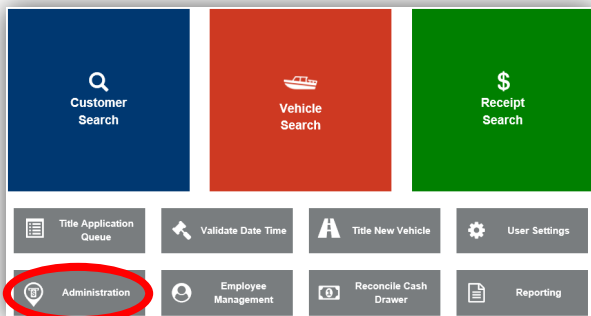 Customer
Search
Vehicle
Search
$
Receipt
Search
Title Application
Queue
Validate Date Time
Title New Vehicle
User Settings
Administration
Employee
Management
Reconcile Cash
Drawer
Reporting